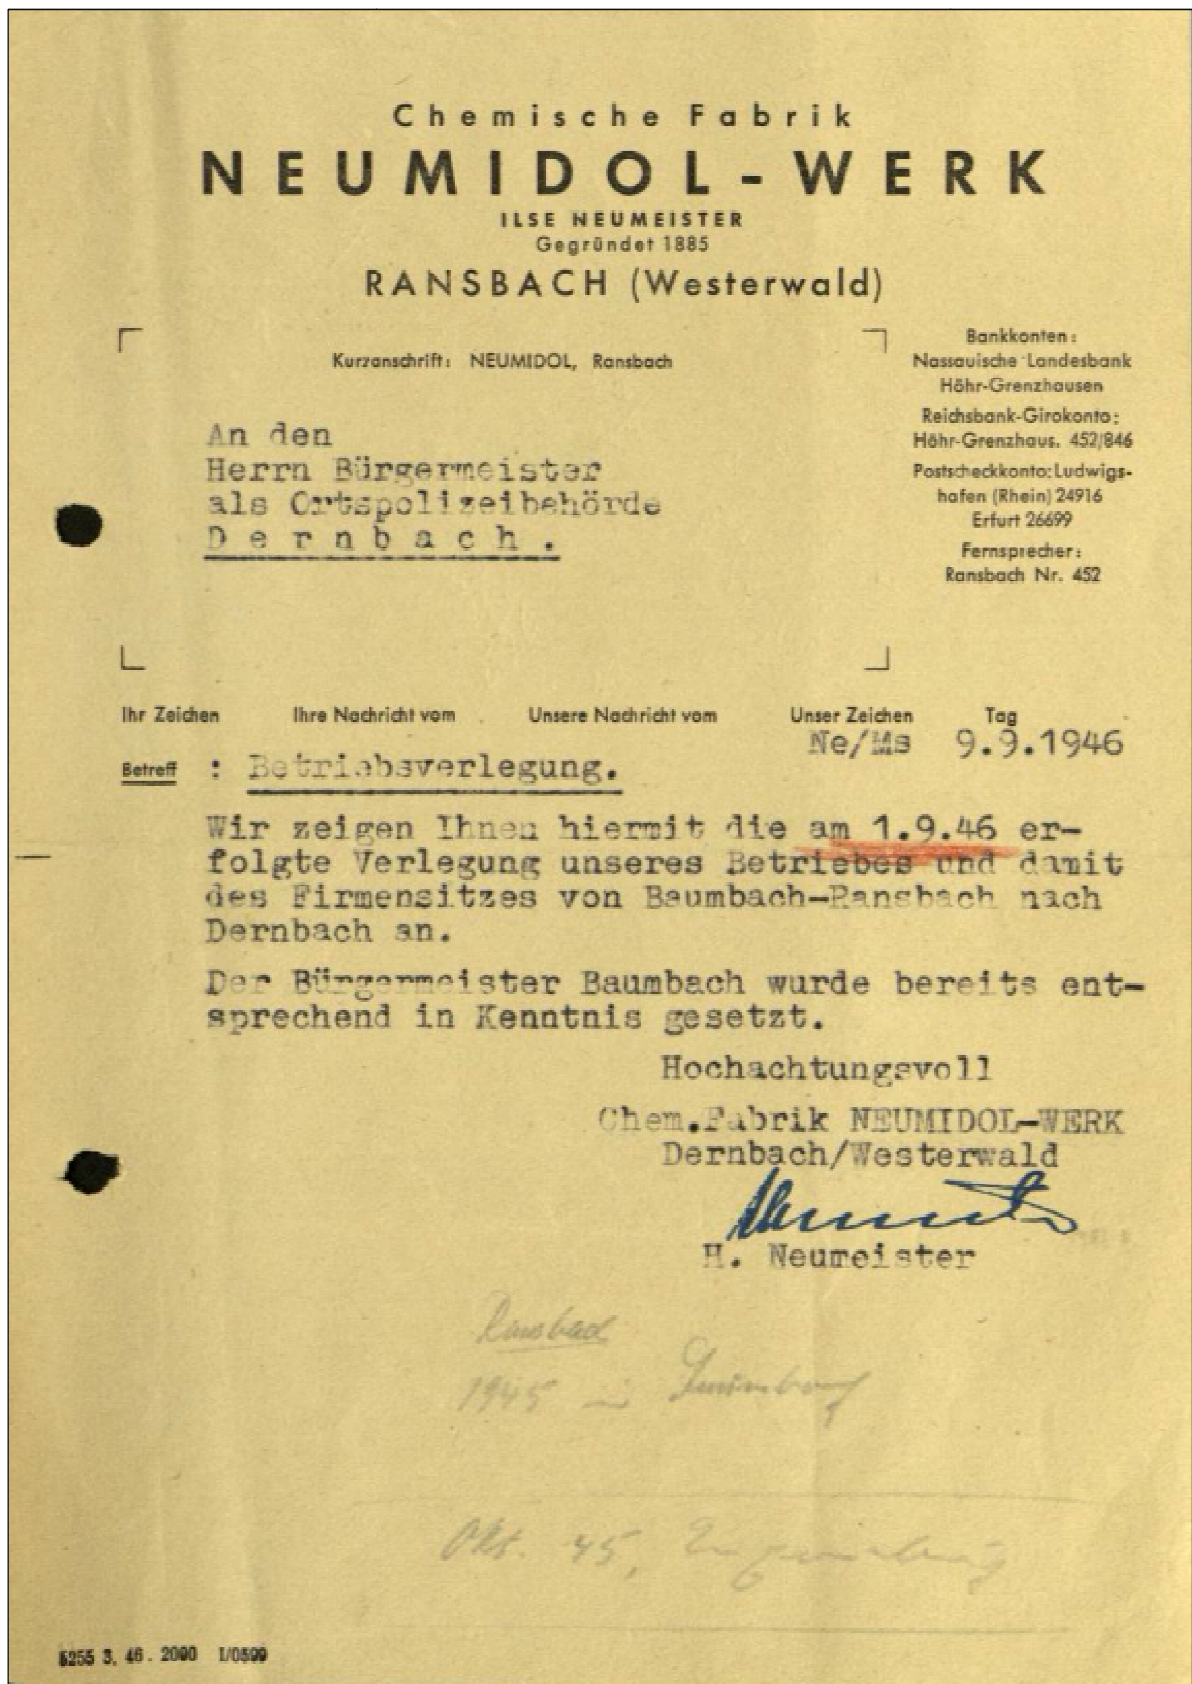 Chemische Fabrik
NEUMIDOL-WERK
ILSE NEUMEISTER
Gegründet 1885
RANSBACH (Westerwald)
Kurzanschrift: NEUMIDOL, Ransbach
Bankkonten:
Nassauische Landesbank
Höhr-Grenzhausen
Reichsbank-Girokonto:
Höhr-Grenzhaus. 452/846
Postscheckkonto: Ludwigs-
hafen (Rhein) 24916
Erfurt 26699
Fernsprecher:
Ransbach Nr. 452
An den
Herrn Bürgermeister
als Ortspolizeibehörde
Dernbach.
Ihr Zeichen Ihre Nachricht vom Unsere Nachricht vom Unser Zeichen Tag
Ne/Ms 9.9.1946
Betreff : Betriebsverlegung.
Wir zeigen Ihnen hiermit die am 1.9.46 er-
folgte Verlegung unseres Betriebes und damit
des Firmensitzes von Baumbach-Ransbach nach
Dernbach an.
Der Bürgermeister Baumbach wurde bereits ent-
sprechend in Kenntnis gesetzt.
Hochachtungsvoll
Chem.Fabrik NEUMIDOL-WERK
Dernbach/Westerwald
H. Neumeister
Ransbach
1945
Okt. 45,
5255 3. 46. 2000 I/0599